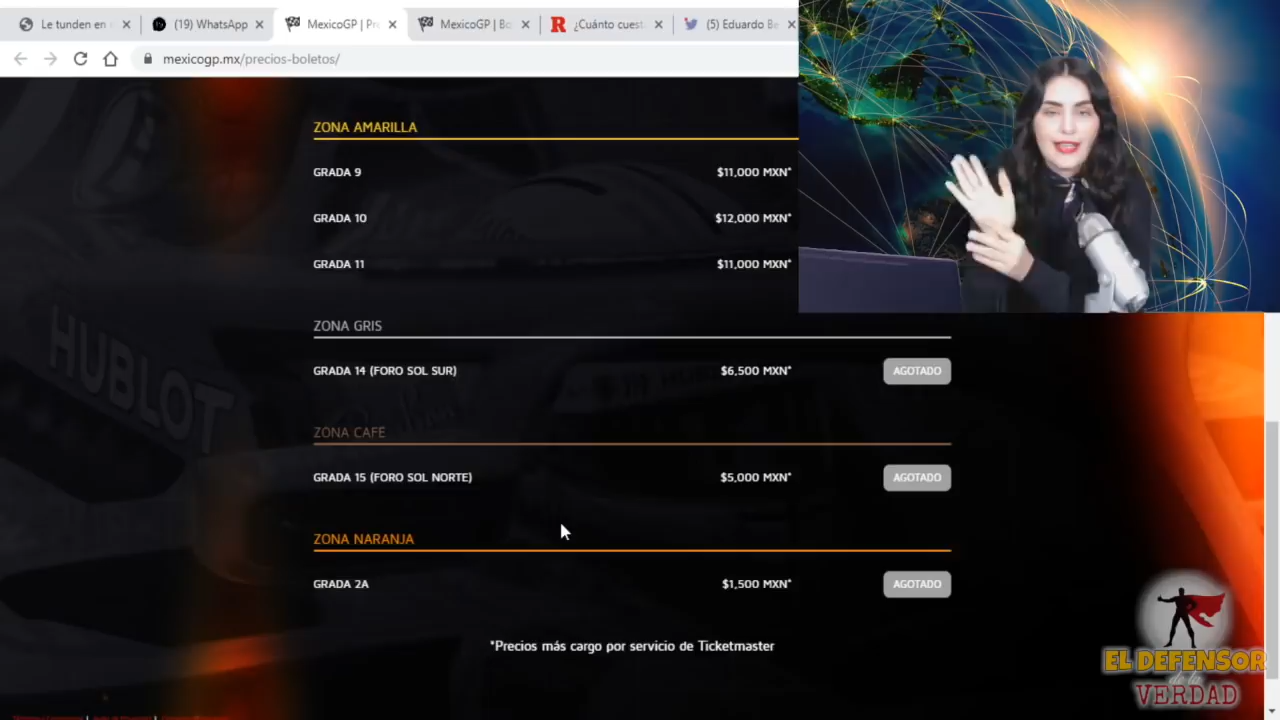 Le tunden en
(19) WhatsApp
MexicoGP | Pr
MexicoGP | Bo
R
¿Cuánto cuest
(5) Eduardo Be
mexicogp.mx/precios-boletos/
ZONA AMARILLA
GRADA 9 $11,000 MXN*
GRADA 10 $12,000 MXN*
GRADA 11 $11,000 MXN*
ZONA GRIS
GRADA 14 (FORO SOL SUR) $6,500 MXN* AGOTADO
HUBLOT
ZONA CAFE
GRADA 15 (FORO SOL NORTE) $5,000 MXN* AGOTADO
ZONA NARANJA
GRADA 2A $1,500 MXN* AGOTADO
*Precios más cargo por servicio de Ticketmaster
EL DEFENSOR
de la
VERDAD